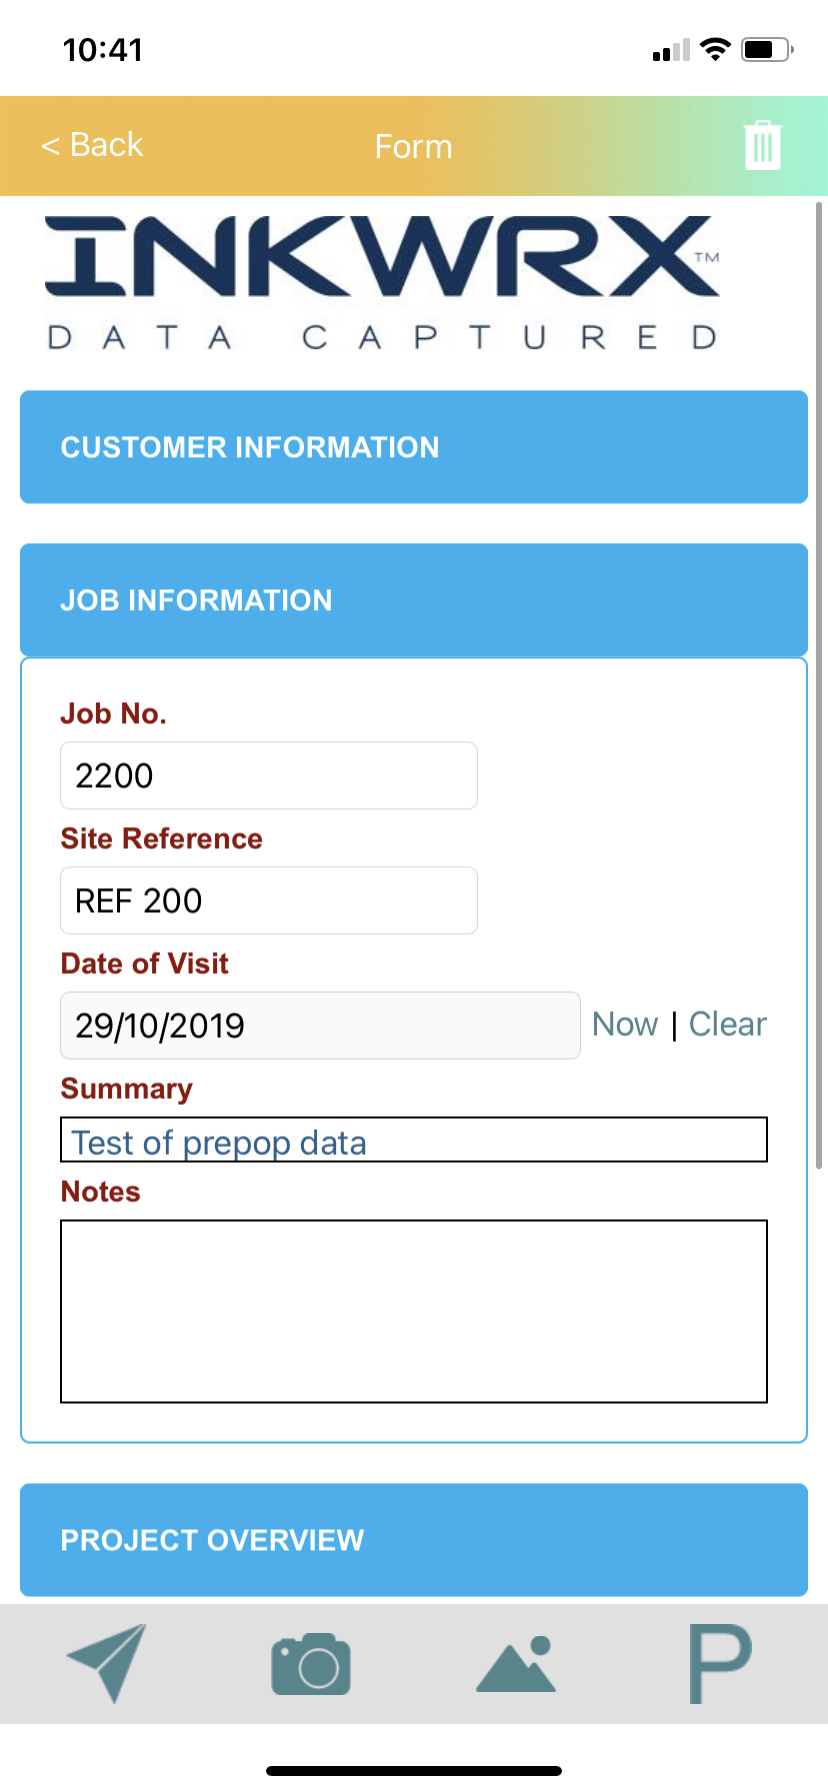 10:41
< Back
Form
INKWRX™
DATA CAPTURED
CUSTOMER INFORMATION
JOB INFORMATION
Job No.
2200
Site Reference
REF 200
Date of Visit
29/10/2019 Now | Clear
Summary
Test of prepop data
Notes
PROJECT OVERVIEW
P